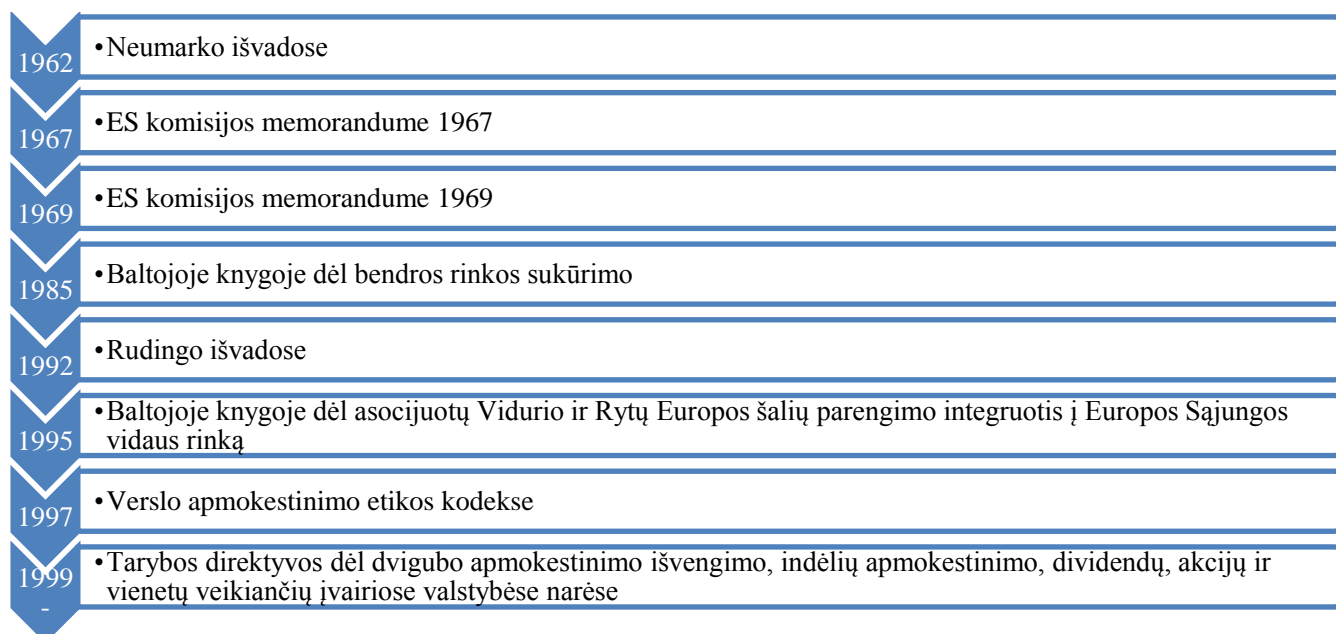 1962
•Neumarko išvadose
1967
•ES komisijos memorandume 1967
1969
•ES komisijos memorandume 1969
1985
•Baltojoje knygoje dėl bendros rinkos sukūrimo
1992
•Rudingo išvadose
1995
•Baltojoje knygoje dėl asocijuotų Vidurio ir Rytų Europos šalių parengimo integruotis į Europos Sąjungos
vidaus rinką
1997
•Verslo apmokestinimo etikos kodekse
1999
-
•Tarybos direktyvos dėl dvigubo apmokestinimo išvengimo, indėlių apmokestinimo, dividendų, akcijų ir
vienetų veikiančių įvairiose valstybėse narėse